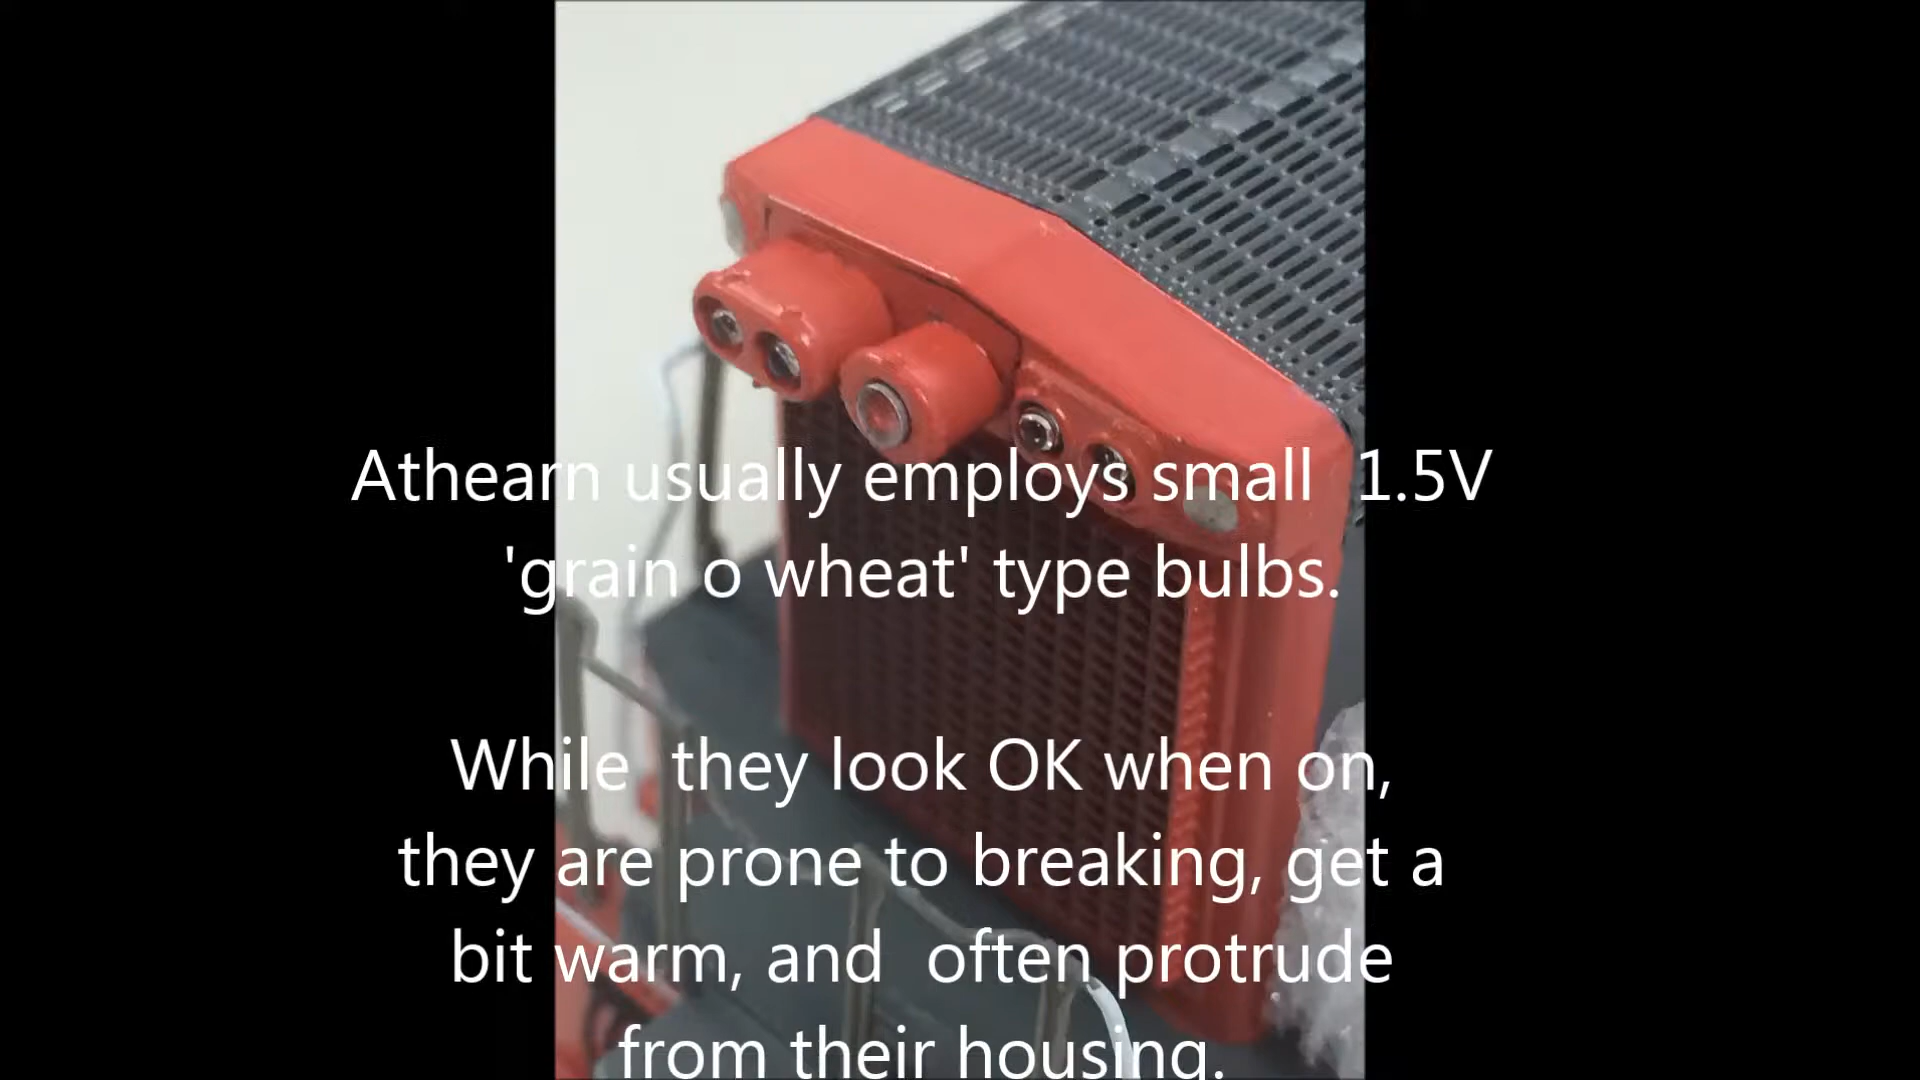 Athearn usually employs small  1.5V
'grain o wheat' type bulbs.
While  they look OK when on,
they are prone to breaking, get a
bit warm, and  often protrude
from their housing.